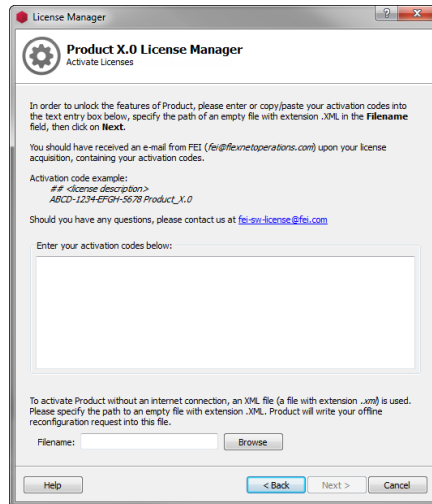 License Manager
Product X.0 License Manager
Activate Licenses
In order to unlock the features of Product, please enter or copy/paste your activation codes into
the text entry box below, specify the path of an empty file with extension .XML in the Filename
field, then click on Next.
You should have received an e-mail from FEI (fei@flexnetoperations.com) upon your license
acquisition, containing your activation codes.
Activation code example:
## <license description>
ABCD-1234-EFGH-5678 Product_X.0
Should you have any questions, please contact us at fei-sw-license@fei.com
Enter your activation codes below:
To activate Product without an internet connection, an XML file (a file with extension .xml) is used.
Please specify the path to an empty file with extension .XML. Product will write your offline
reconfiguration request into this file.
Filename:
Browse
Help
< Back
Next >
Cancel